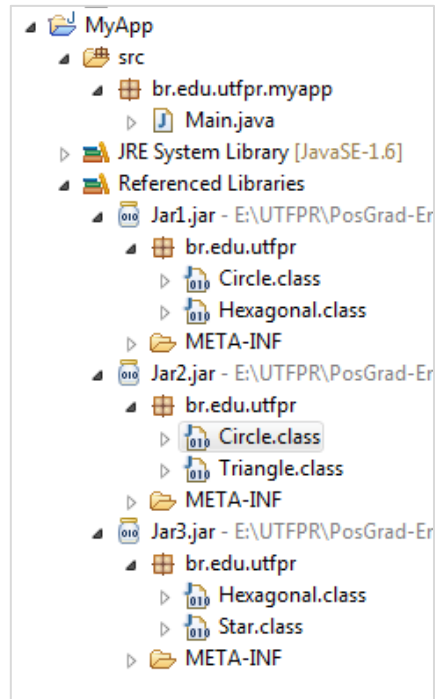 MyApp
src
br.edu.utfpr.myapp
Main.java
JRE System Library [JavaSE-1.6]
Referenced Libraries
Jar1.jar - E:\UTFPR\PosGrad-Er
br.edu.utfpr
Circle.class
Hexagonal.class
META-INF
Jar2.jar - E:\UTFPR\PosGrad-Er
br.edu.utfpr
Circle.class
Triangle.class
META-INF
Jar3.jar - E:\UTFPR\PosGrad-Er
br.edu.utfpr
Hexagonal.class
Star.class
META-INF